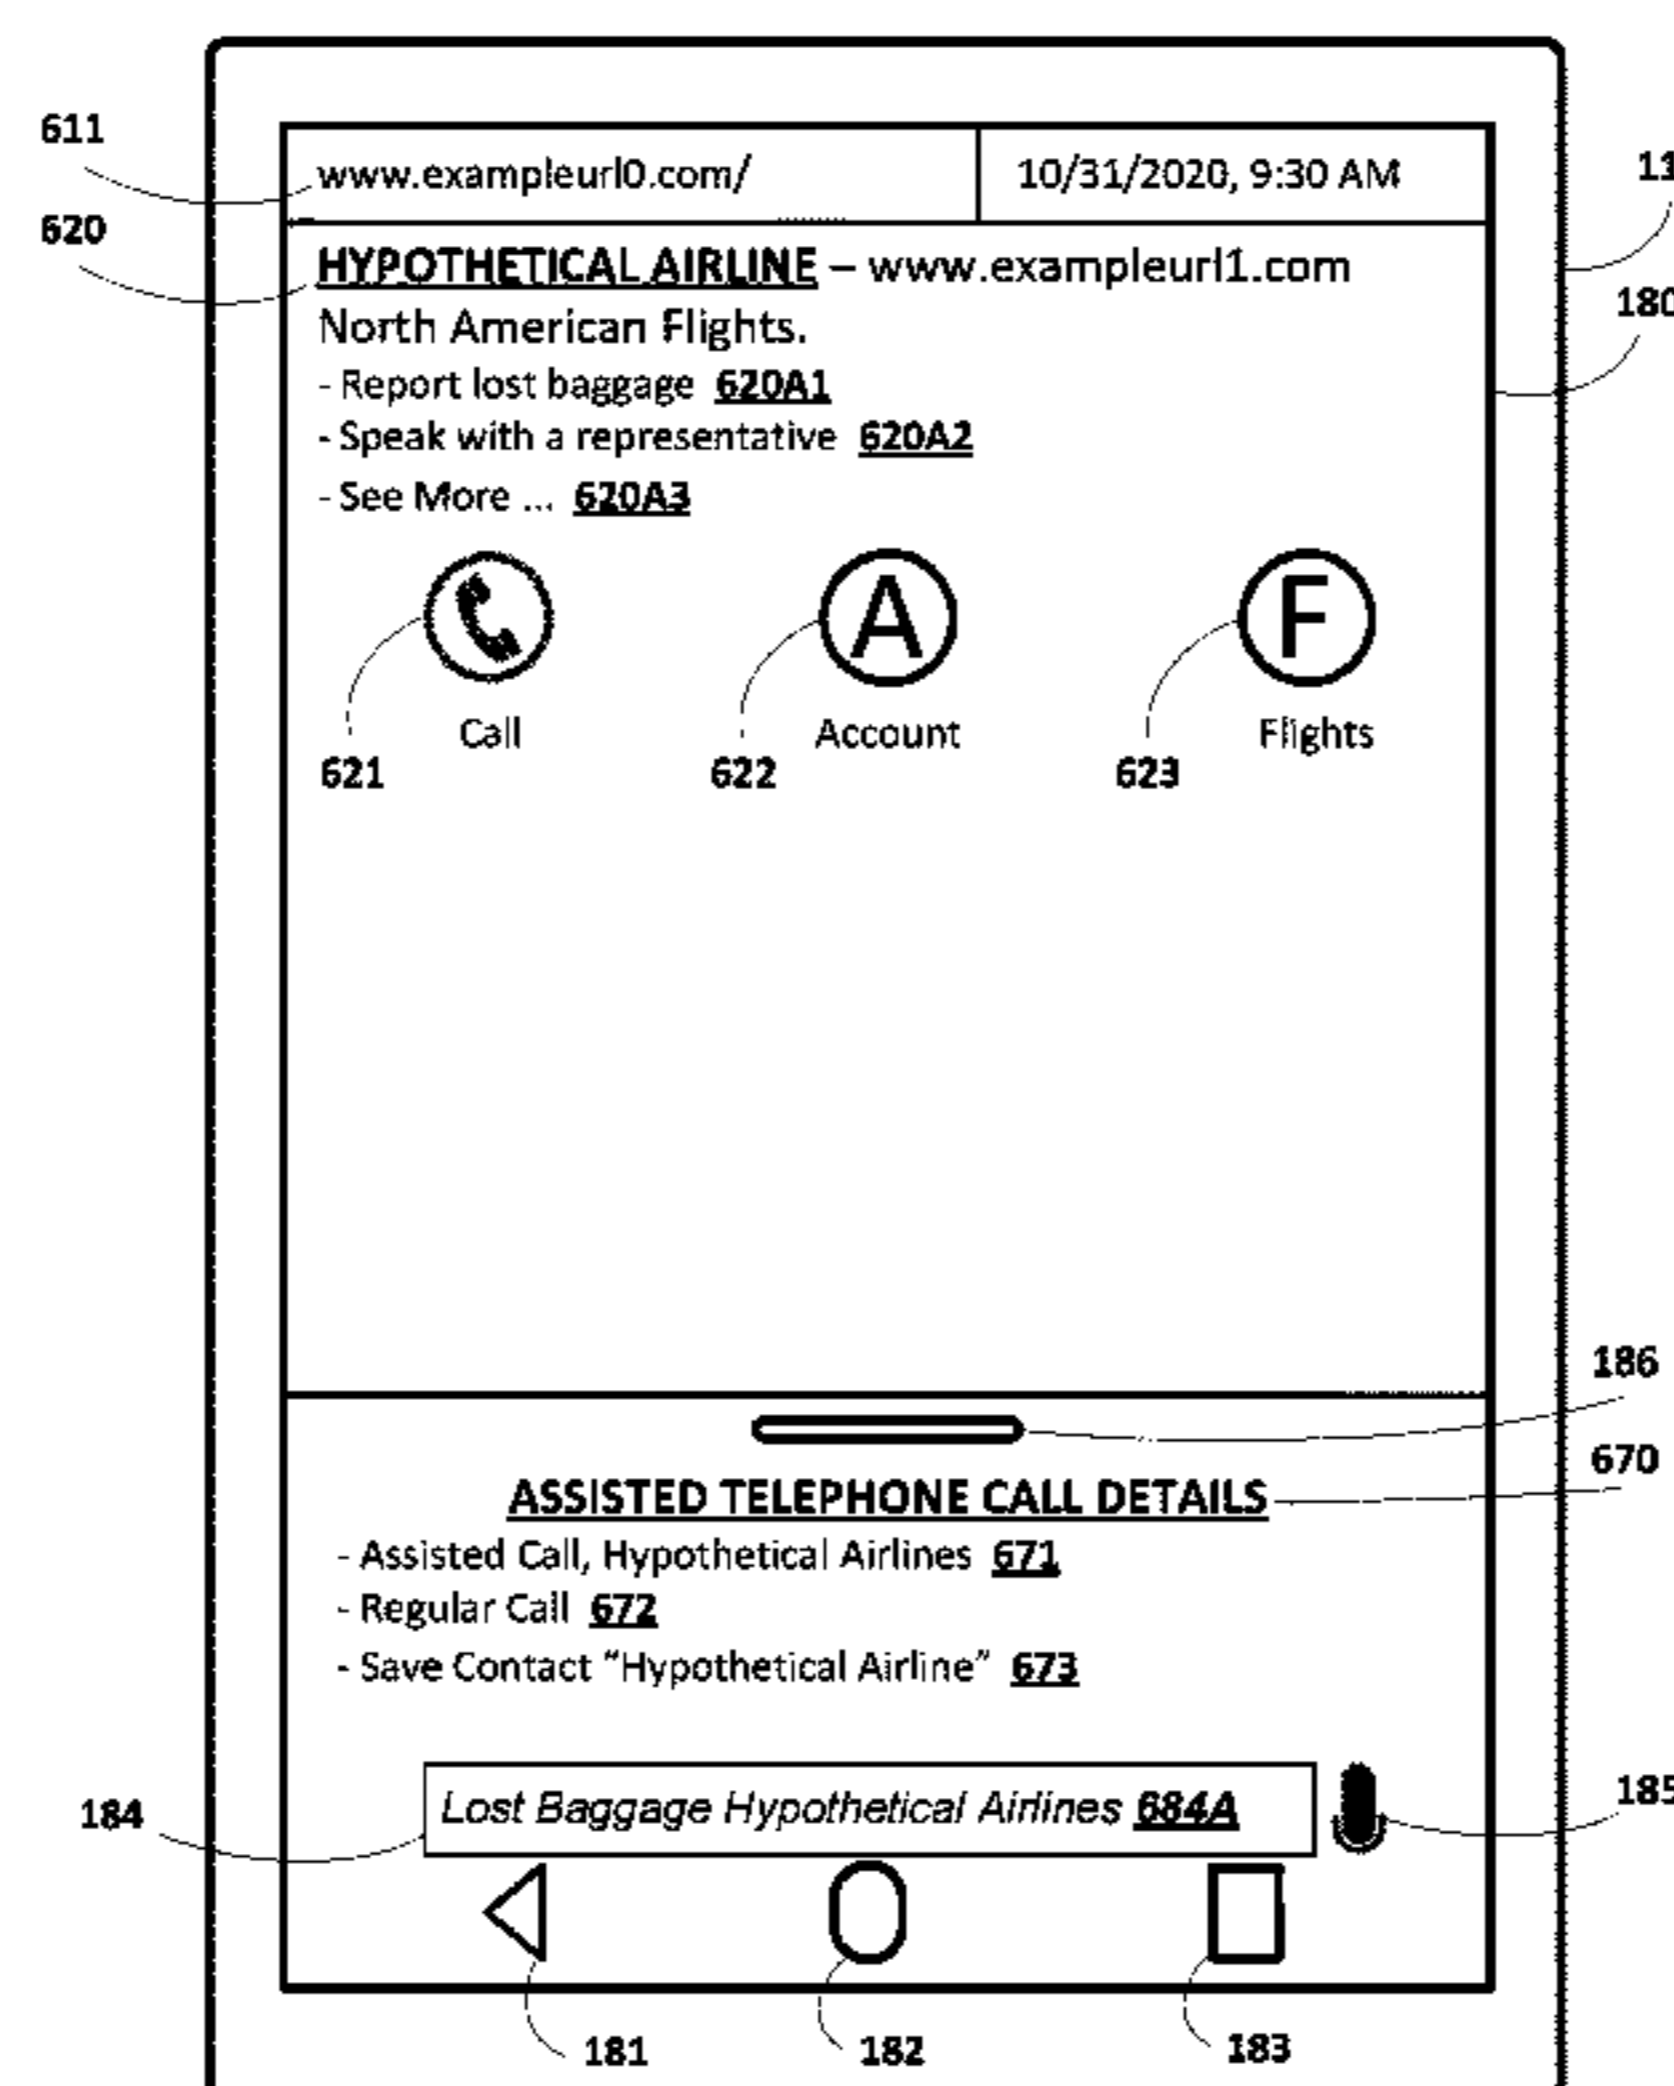 611
www.exampleurl0.com/ 10/31/2020, 9:30 AM
620
HYPOTHETICAL AIRLINE – www.exampleurl1.com
180
North American Flights.
- Report lost baggage 620A1
- Speak with a representative 620A2
- See More ... 620A3
A F
Call Account Flights
621 622 623
186
670
ASSISTED TELEPHONE CALL DETAILS
- Assisted Call, Hypothetical Airlines 671
- Regular Call 672
- Save Contact “Hypothetical Airline” 673
184
Lost Baggage Hypothetical Airlines 684A
185
181 182 183